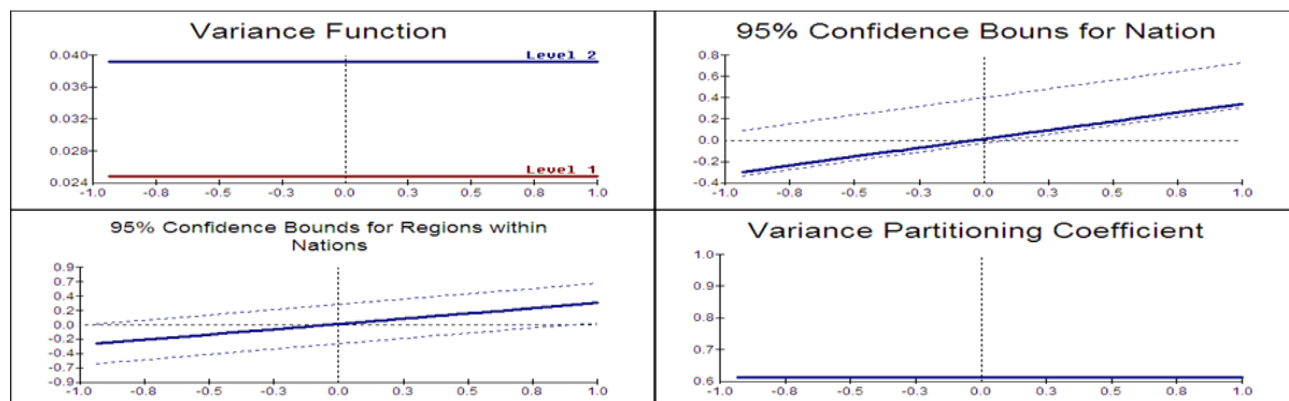 Variance Function
0.040
Level 2
0.036
0.032
0.028
Level 1
0.024
-1.0 -0.8 -0.5 -0.3 0.0 0.3 0.5 0.8 1.0
95% Confidence Bouns for Nation
0.8
0.6
0.4
0.0
-0.2
-0.4
-1.0 -0.8 -0.5 -0.3 0.0 0.3 0.5 0.8 1.0
95% Confidence Bounds for Regions within
Nations
0.9
0.7
0.4
0.2
0.0
-0.2
-0.4
-0.7
-0.9
-1.0 -0.8 -0.5 -0.3 0.0 0.3 0.5 0.8 1.0
Variance Partitioning Coefficient
1.0
0.9
0.8
0.7
0.6
-1.0 -0.8 -0.5 -0.3 0.0 0.3 0.5 0.8 1.0